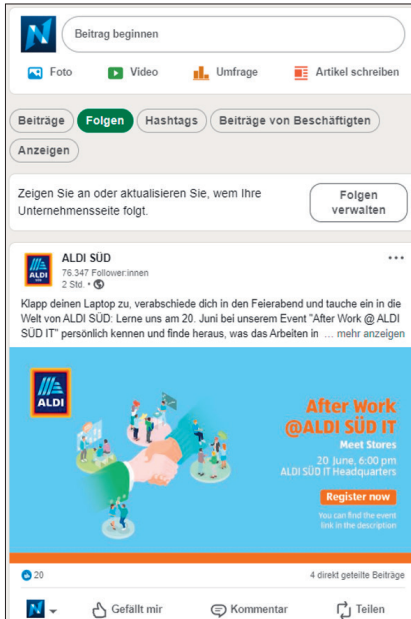 Beitrag beginnen
Foto
Video
Umfrage
Artikel schreiben
Beiträge
Folgen
Hashtags
Beiträge von Beschäftigten
Anzeigen
Zeigen Sie an oder aktualisieren Sie, wem Ihre
Unternehmensseite folgt.
Folgen
verwalten
ALDI
ALDI SÜD
76.347 Follower:innen
2 Std. •
Klapp deinen Laptop zu, verabschiede dich in den Feierabend und tauche ein in die
Welt von ALDI SÜD: Lerne uns am 20. Juni bei unserem Event "After Work @ ALDI
SÜD IT" persönlich kennen und finde heraus, was das Arbeiten in … mehr anzeigen
ALDI
After Work
@ALDI SÜD IT
Meet Stores
20 June, 6:00 pm
ALDI SÜD IT Headquarters
Register now
You can find the event
link in the description
20
4 direkt geteilte Beiträge
Gefällt mir
Kommentar
Teilen